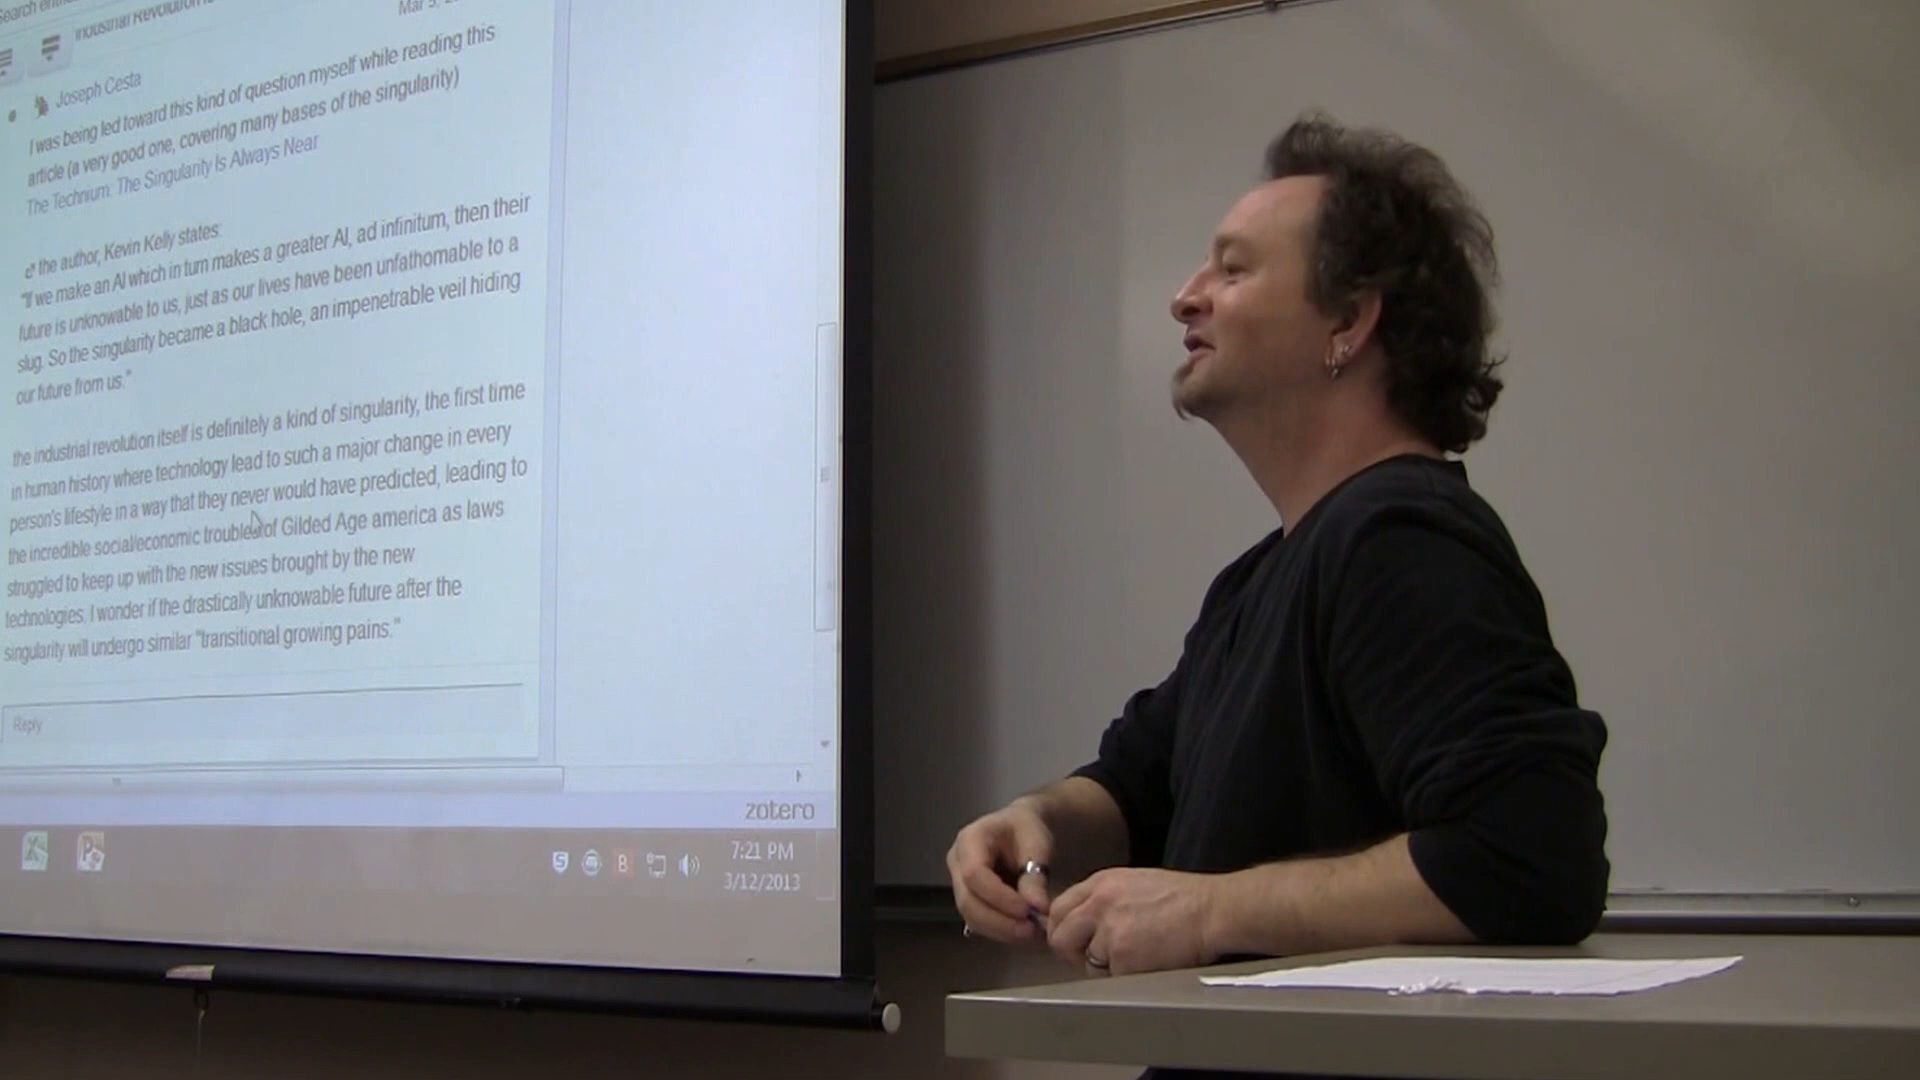 Search
Industrial Revolution
Mar 5,
Joseph Cesta
I was being led toward this kind of question myself while reading this
article (a very good one, covering many bases of the singularity)
The Technium: The Singularity Is Always Near
the author, Kevin Kelly states:
"If we make an AI which in turn makes a greater AI, ad infinitum, then their
future is unknowable to us, just as our lives have been unfathomable to a
slug. So the singularity became a black hole, an impenetrable veil hiding
our future from us."
the industrial revolution itself is definitely a kind of singularity, the first time
in human history where technology lead to such a major change in every
person's lifestyle in a way that they never would have predicted, leading to
the incredible social/economic troubles of Gilded Age america as laws
struggled to keep up with the new issues brought by the new
technologies. I wonder if the drastically unknowable future after the
singularity will undergo similar "transitional growing pains."
Reply
zotero
S
B
7:21 PM
3/12/2013